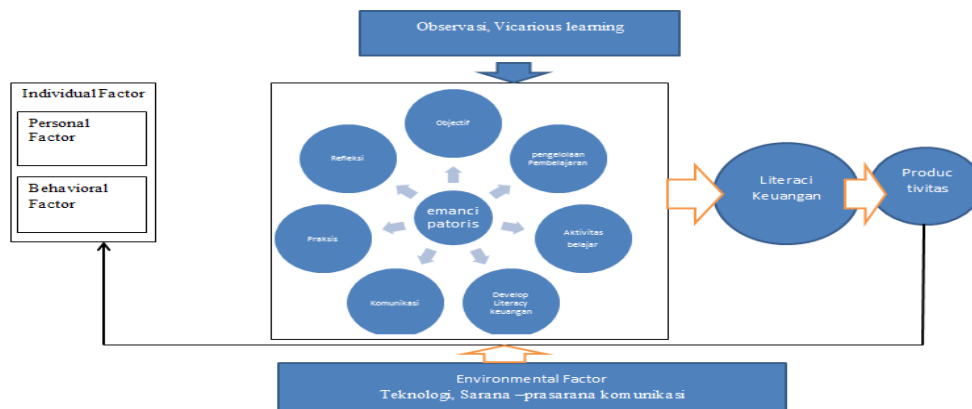 Observasi, Vicarious learning
Individual Factor
Personal
Factor
Behavioral
Factor
Objectif
pengelolaan
Pembelajaran
Aktivitas
belajar
Develop
Literacy
keuangan
Komunikasi
Praksis
Refleksi
emanci
patoris
Literaci
Keuangan
Produc
tivitas
Environmental Factor
Teknologi, Sarana –prasarana komunikasi